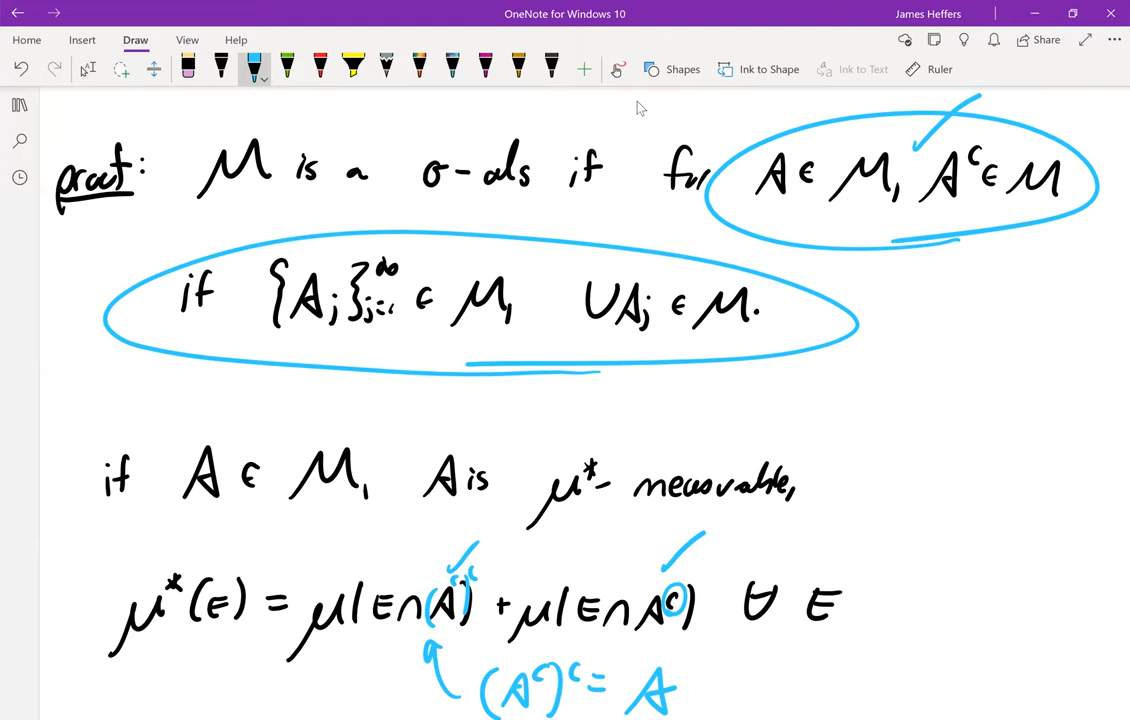 OneNote for Windows 10
James Heffers
Home Insert Draw View Help
Share
Shapes Ink to Shape Ink to Text Ruler
proof: M is a σ-alg if for A ∈ M, A^c ∈ M
if {A_j}_{j=1}^∞ ∈ M, ∪A_j ∈ M.
if A ∈ M, A is μ*- measurable,
μ*(E) = μ(E∩(A^c)^c) + μ(E∩A^c) ∀ E
(A^c)^c = A